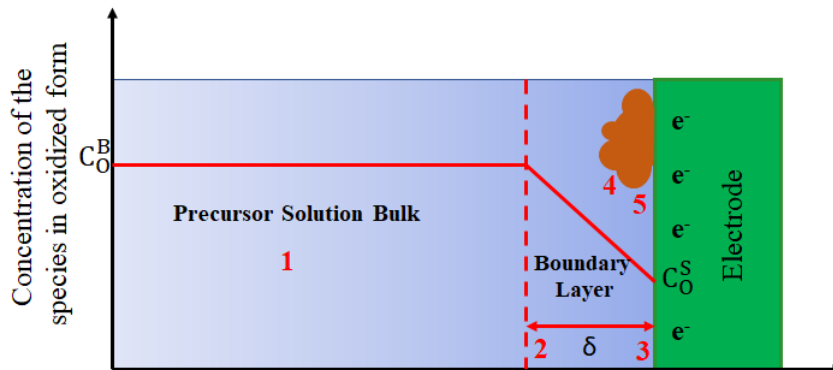 Concentration of the
species in oxidized form
C_O^B
Precursor Solution Bulk
1
4
5
Boundary
Layer
C_O^S
2
δ
3
e-
e-
e-
e-
Electrode